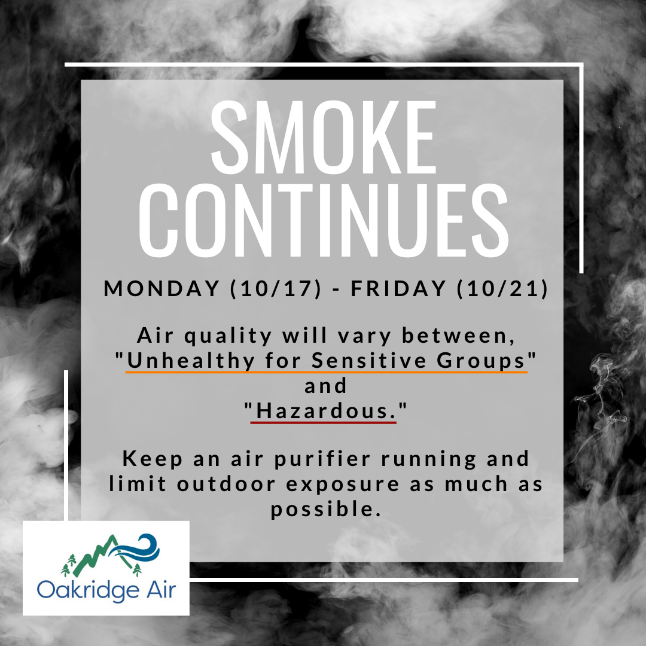 SMOKE
CONTINUES
MONDAY (10/17) - FRIDAY (10/21)
Air quality will vary between,
"Unhealthy for Sensitive Groups"
and
"Hazardous."
Keep an air purifier running and
limit outdoor exposure as much as
possible.
Oakridge Air